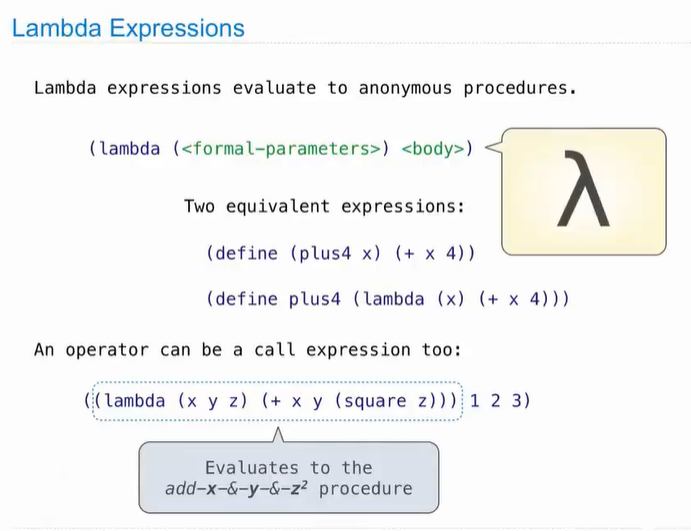 Lambda Expressions
Lambda expressions evaluate to anonymous procedures.
(lambda (<formal-parameters>) <body>)
λ
Two equivalent expressions:
(define (plus4 x) (+ x 4))
(define plus4 (lambda (x) (+ x 4)))
An operator can be a call expression too:
((lambda (x y z) (+ x y (square z))) 1 2 3)
Evaluates to the
add-x-&-y-&-z² procedure